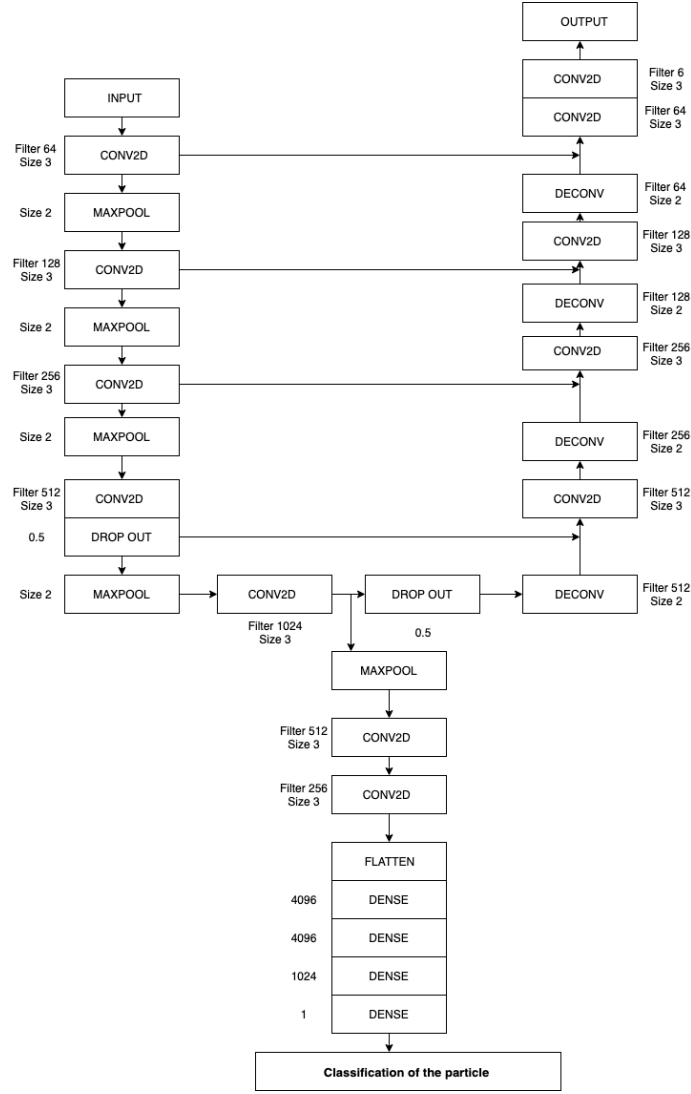 OUTPUT
CONV2D
Filter 6
Size 3
INPUT
CONV2D
Filter 64
Size 3
Filter 64
Size 3
CONV2D
DECONV
Filter 64
Size 2
Size 2
MAXPOOL
CONV2D
Filter 128
Size 3
Filter 128
Size 3
CONV2D
DECONV
Filter 128
Size 2
Size 2
MAXPOOL
CONV2D
Filter 256
Size 3
Filter 256
Size 3
CONV2D
Size 2
MAXPOOL
DECONV
Filter 256
Size 2
Filter 512
Size 3
CONV2D
CONV2D
Filter 512
Size 3
0.5
DROP OUT
Size 2
MAXPOOL
CONV2D
DROP OUT
DECONV
Filter 512
Size 2
Filter 1024
Size 3
0.5
MAXPOOL
Filter 512
Size 3
CONV2D
Filter 256
Size 3
CONV2D
FLATTEN
4096
DENSE
4096
DENSE
1024
DENSE
1
DENSE
Classification of the particle